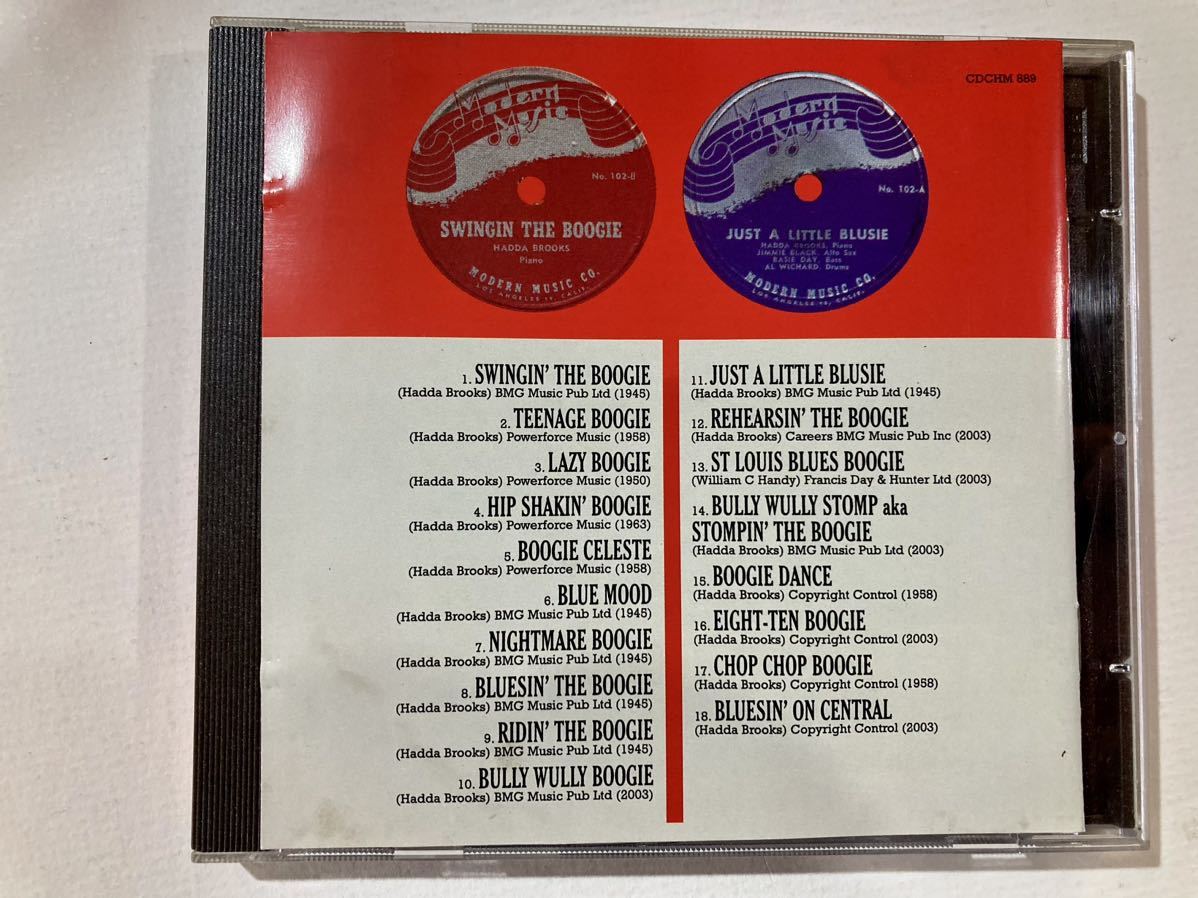 CDCHM 889
Modern
Music
No. 102-B
SWINGIN THE BOOGIE
HADDA BROOKS
Piano
MODERN MUSIC CO.
LOS ANGELES 15, CALIF.
Modern
Music
No. 102-A
JUST A LITTLE BLUSIE
HADDA BROOKS, Piano
JIMMIE BLACK, Alto Sax
BASIE DAY, Bass
AL WICHARD, Drums
MODERN MUSIC CO.
LOS ANGELES 15, CALIF.
1. SWINGIN' THE BOOGIE
(Hadda Brooks) BMG Music Pub Ltd (1945)
2. TEENAGE BOOGIE
(Hadda Brooks) Powerforce Music (1958)
3. LAZY BOOGIE
(Hadda Brooks) Powerforce Music (1950)
4. HIP SHAKIN' BOOGIE
(Hadda Brooks) Powerforce Music (1963)
5. BOOGIE CELESTE
(Hadda Brooks) Powerforce Music (1958)
6. BLUE MOOD
(Hadda Brooks) BMG Music Pub Ltd (1945)
7. NIGHTMARE BOOGIE
(Hadda Brooks) BMG Music Pub Ltd (1945)
8. BLUESIN' THE BOOGIE
(Hadda Brooks) BMG Music Pub Ltd (1945)
9. RIDIN' THE BOOGIE
(Hadda Brooks) BMG Music Pub Ltd (1945)
10. BULLY WULLY BOOGIE
(Hadda Brooks) BMG Music Pub Ltd (2003)
11. JUST A LITTLE BLUSIE
(Hadda Brooks) BMG Music Pub Ltd (1945)
12. REHEARSIN' THE BOOGIE
(Hadda Brooks) Careers BMG Music Pub Inc (2003)
13. ST LOUIS BLUES BOOGIE
(William C Handy) Francis Day & Hunter Ltd (2003)
14. BULLY WULLY STOMP aka
STOMPIN' THE BOOGIE
(Hadda Brooks) BMG Music Pub Ltd (2003)
15. BOOGIE DANCE
(Hadda Brooks) Copyright Control (1958)
16. EIGHT-TEN BOOGIE
(Hadda Brooks) Copyright Control (2003)
17. CHOP CHOP BOOGIE
(Hadda Brooks) Copyright Control (1958)
18. BLUESIN' ON CENTRAL
(Hadda Brooks) Copyright Control (2003)